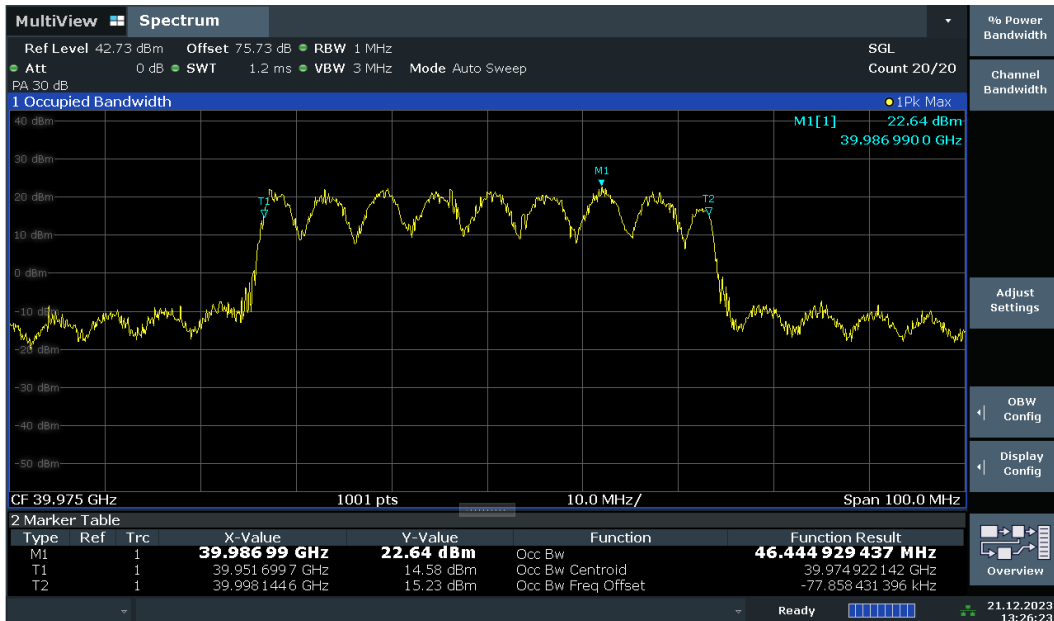 MultiView Spectrum
Ref Level 42.73 dBm Offset 75.73 dB RBW 1 MHz SGL
Att 0 dB SWT 1.2 ms VBW 3 MHz Mode Auto Sweep Count 20/20
PA 30 dB
1 Occupied Bandwidth 1Pk Max
40 dBm M1[1] 22.64 dBm
39.986 990 0 GHz
30 dBm
M1
20 dBm T1 T2
10 dBm
0 dBm
-10 dBm
-20 dBm
-30 dBm
-40 dBm
-50 dBm
CF 39.975 GHz 1001 pts 10.0 MHz/ Span 100.0 MHz
2 Marker Table
Type Ref Trc X-Value Y-Value Function Function Result
M1 1 39.986 99 GHz 22.64 dBm Occ Bw 46.444 929 437 MHz
T1 1 39.951 699 7 GHz 14.58 dBm Occ Bw Centroid 39.974 922 142 GHz
T2 1 39.998 144 6 GHz 15.23 dBm Occ Bw Freq Offset -77.858 431 396 kHz
Ready 21.12.2023
13:26:23
% Power
Bandwidth
Channel
Bandwidth
Adjust
Settings
OBW
Config
Display
Config
Overview